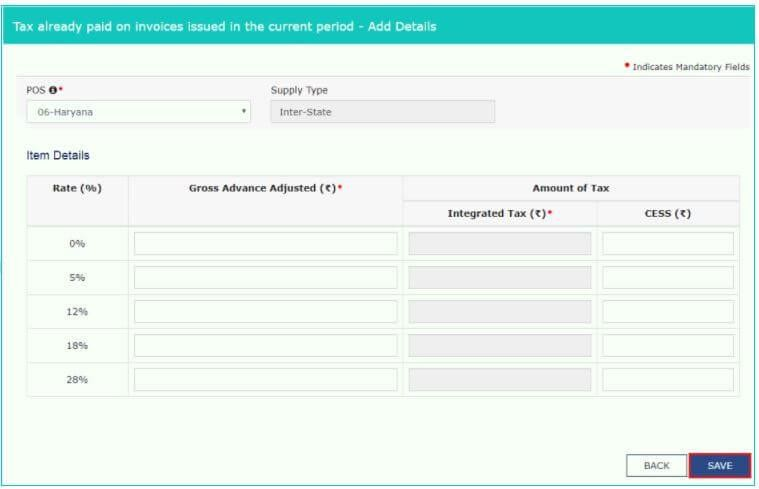 Tax already paid on invoices issued in the current period - Add Details
* Indicates Mandatory Fields
POS *
Supply Type
06-Haryana
Inter-State
Item Details
Rate (%)
Gross Advance Adjusted (₹)*
Amount of Tax
Integrated Tax (₹)*
CESS (₹)
0%
5%
12%
18%
28%
BACK
SAVE